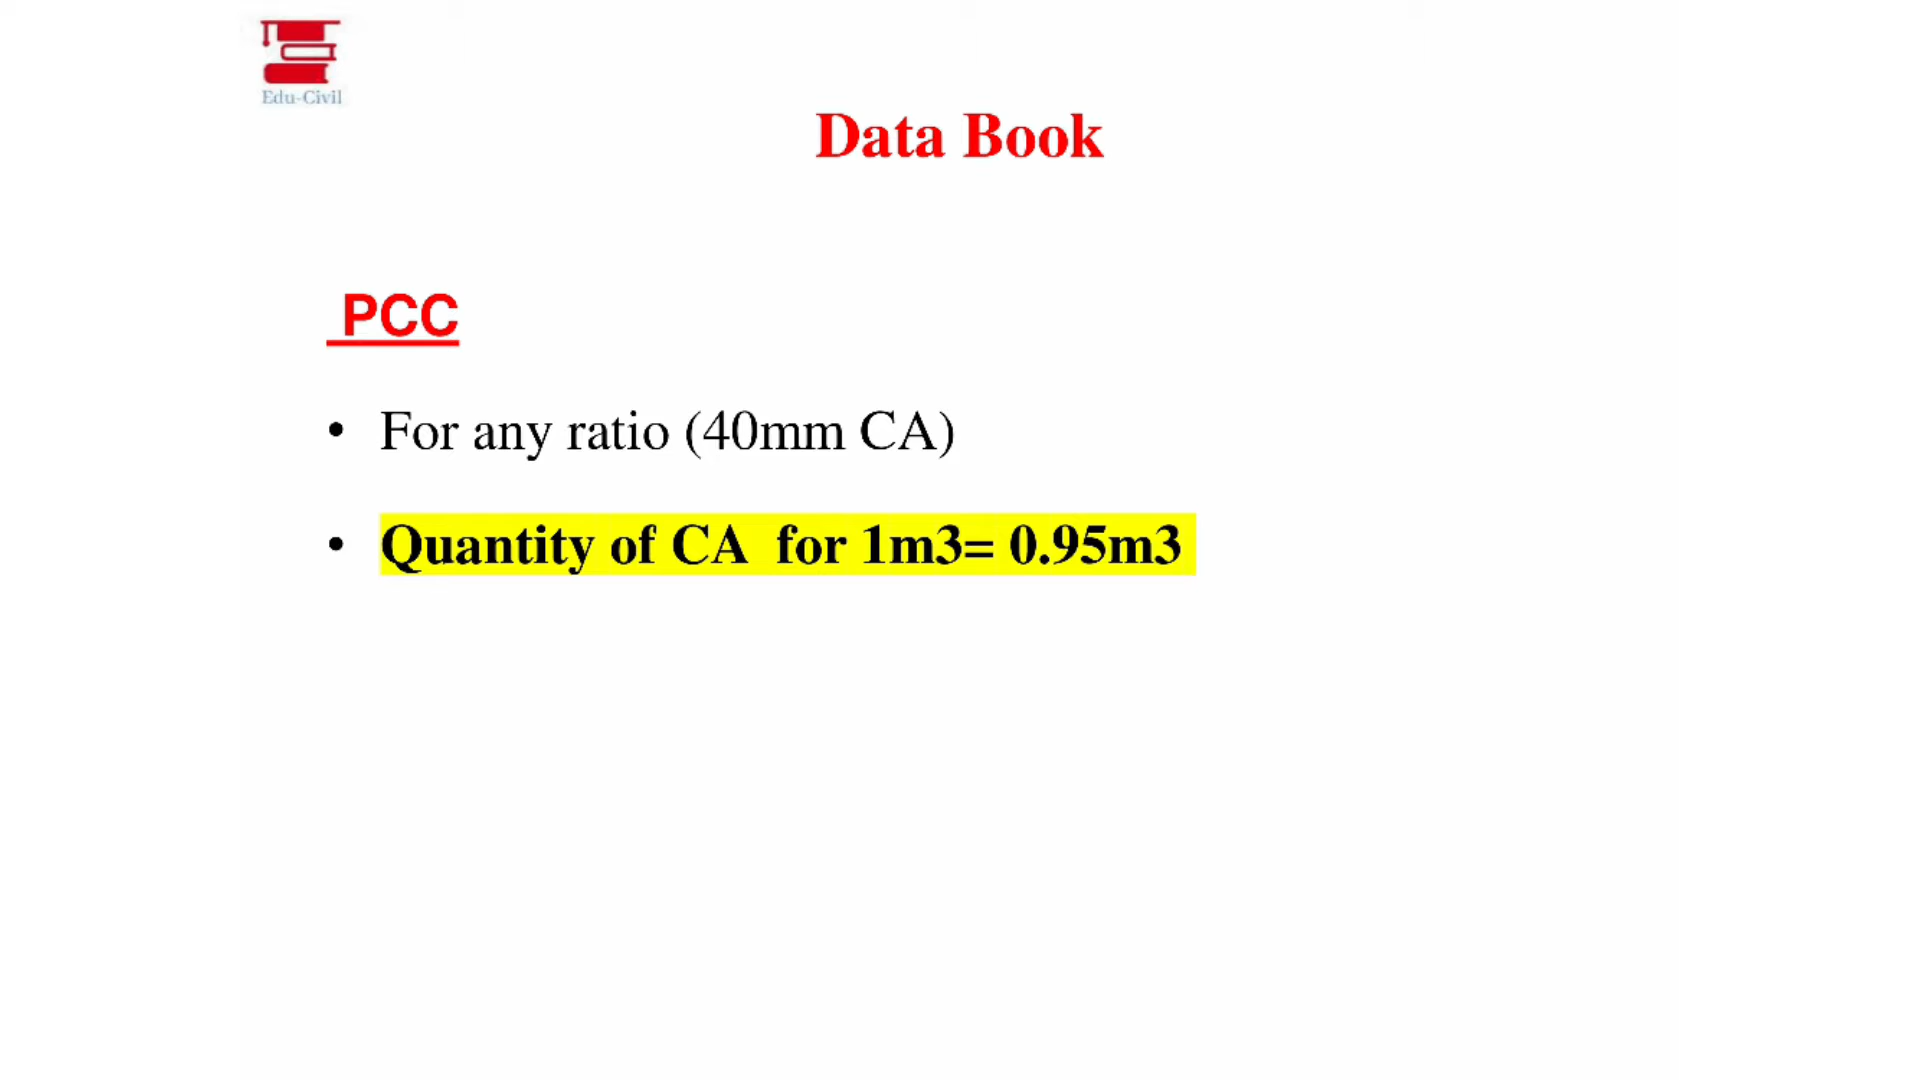 Edu-Civil
Data Book
PCC
• For any ratio (40mm CA)
• Quantity of CA for 1m3= 0.95m3